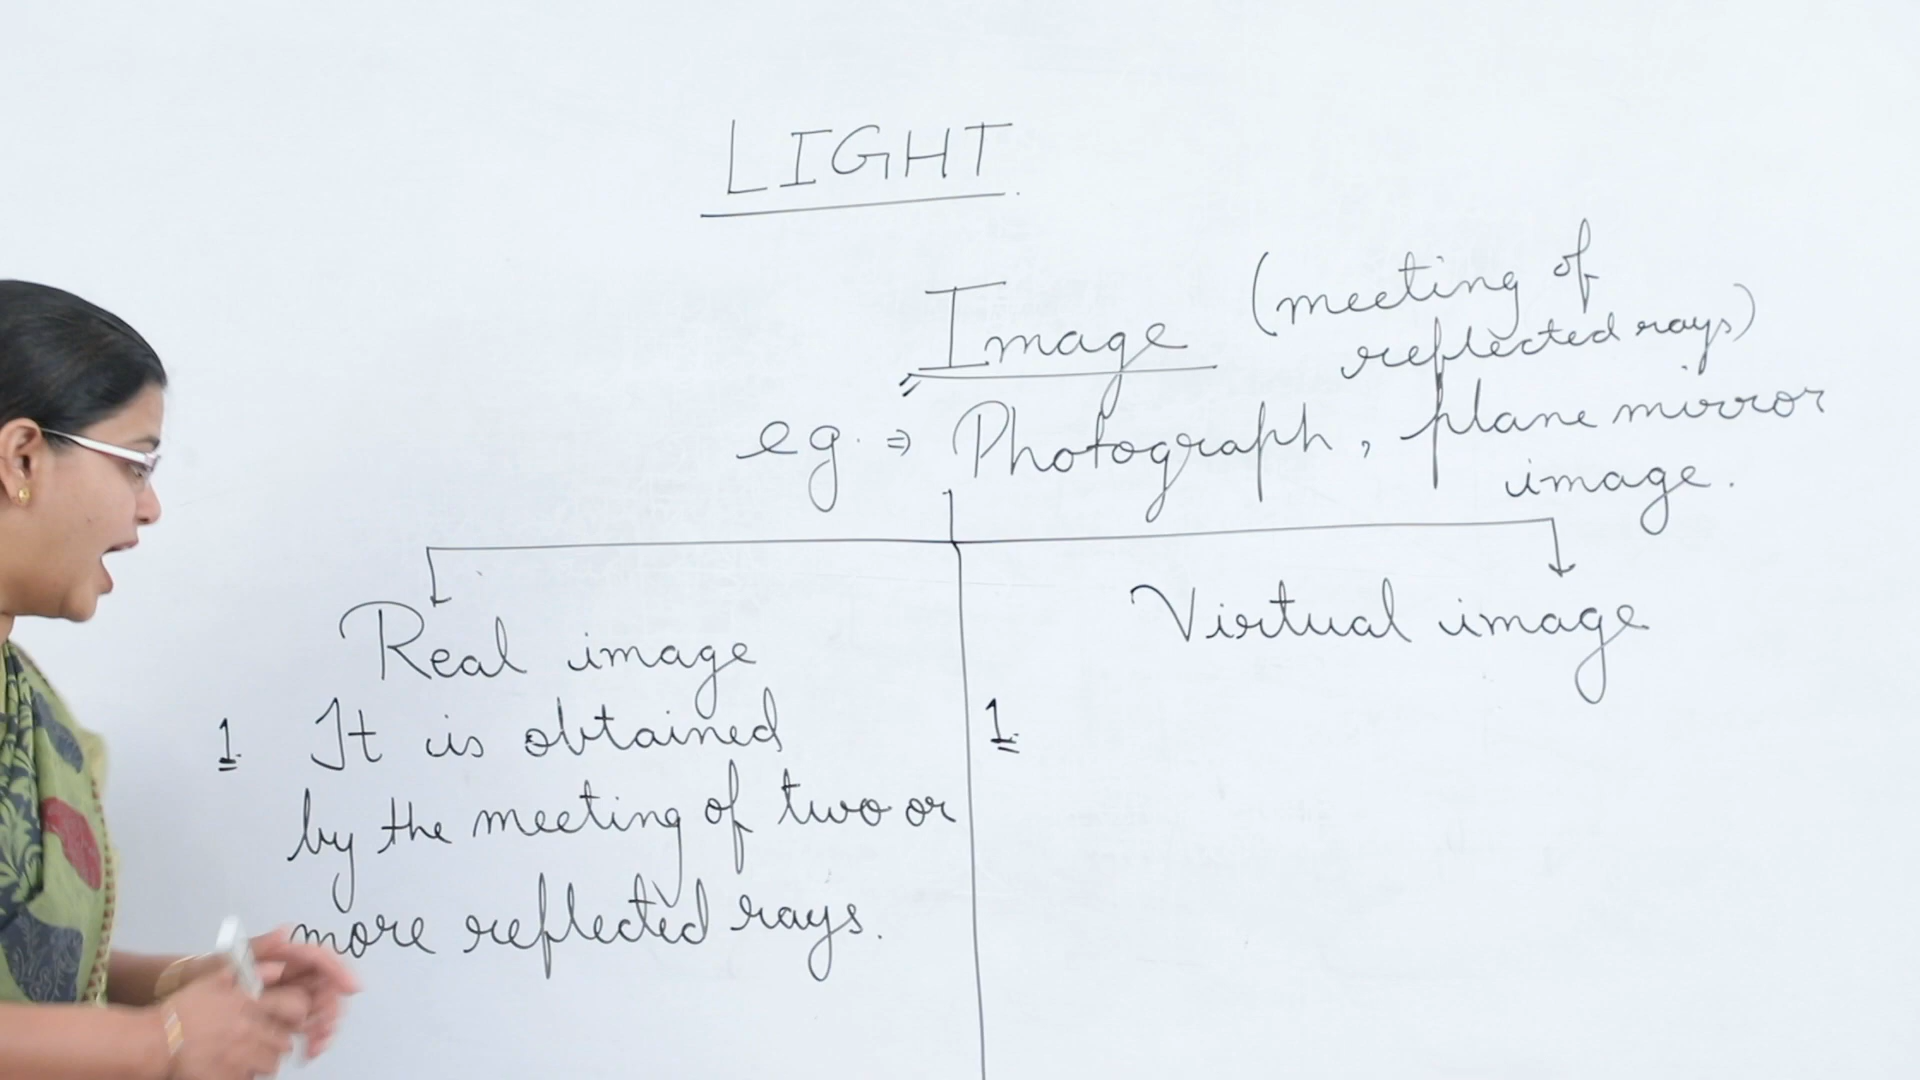 LIGHT.
Image (meeting of
reflected rays)
eg. ⇒ Photograph, plane mirror
image.
Real image
1. It is obtained
by the meeting of two or
more reflected rays.
Virtual image
1.